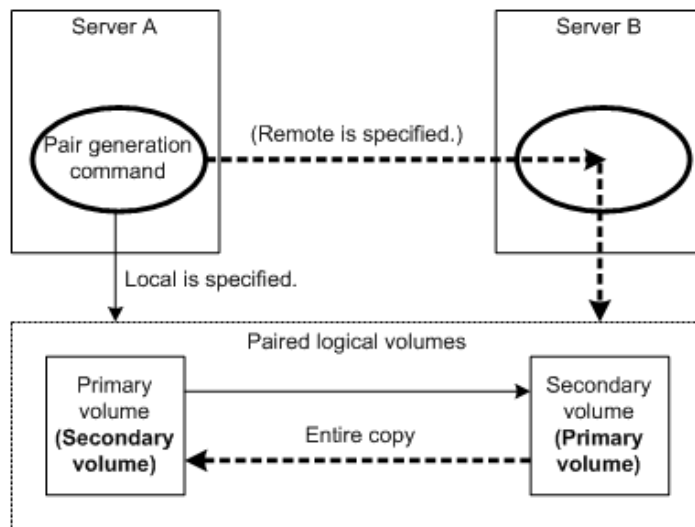 Server A
Server B
Pair generation
command
(Remote is specified.)
Local is specified.
Paired logical volumes
Primary
volume
(Secondary
volume)
Entire copy
Secondary
volume
(Primary
volume)